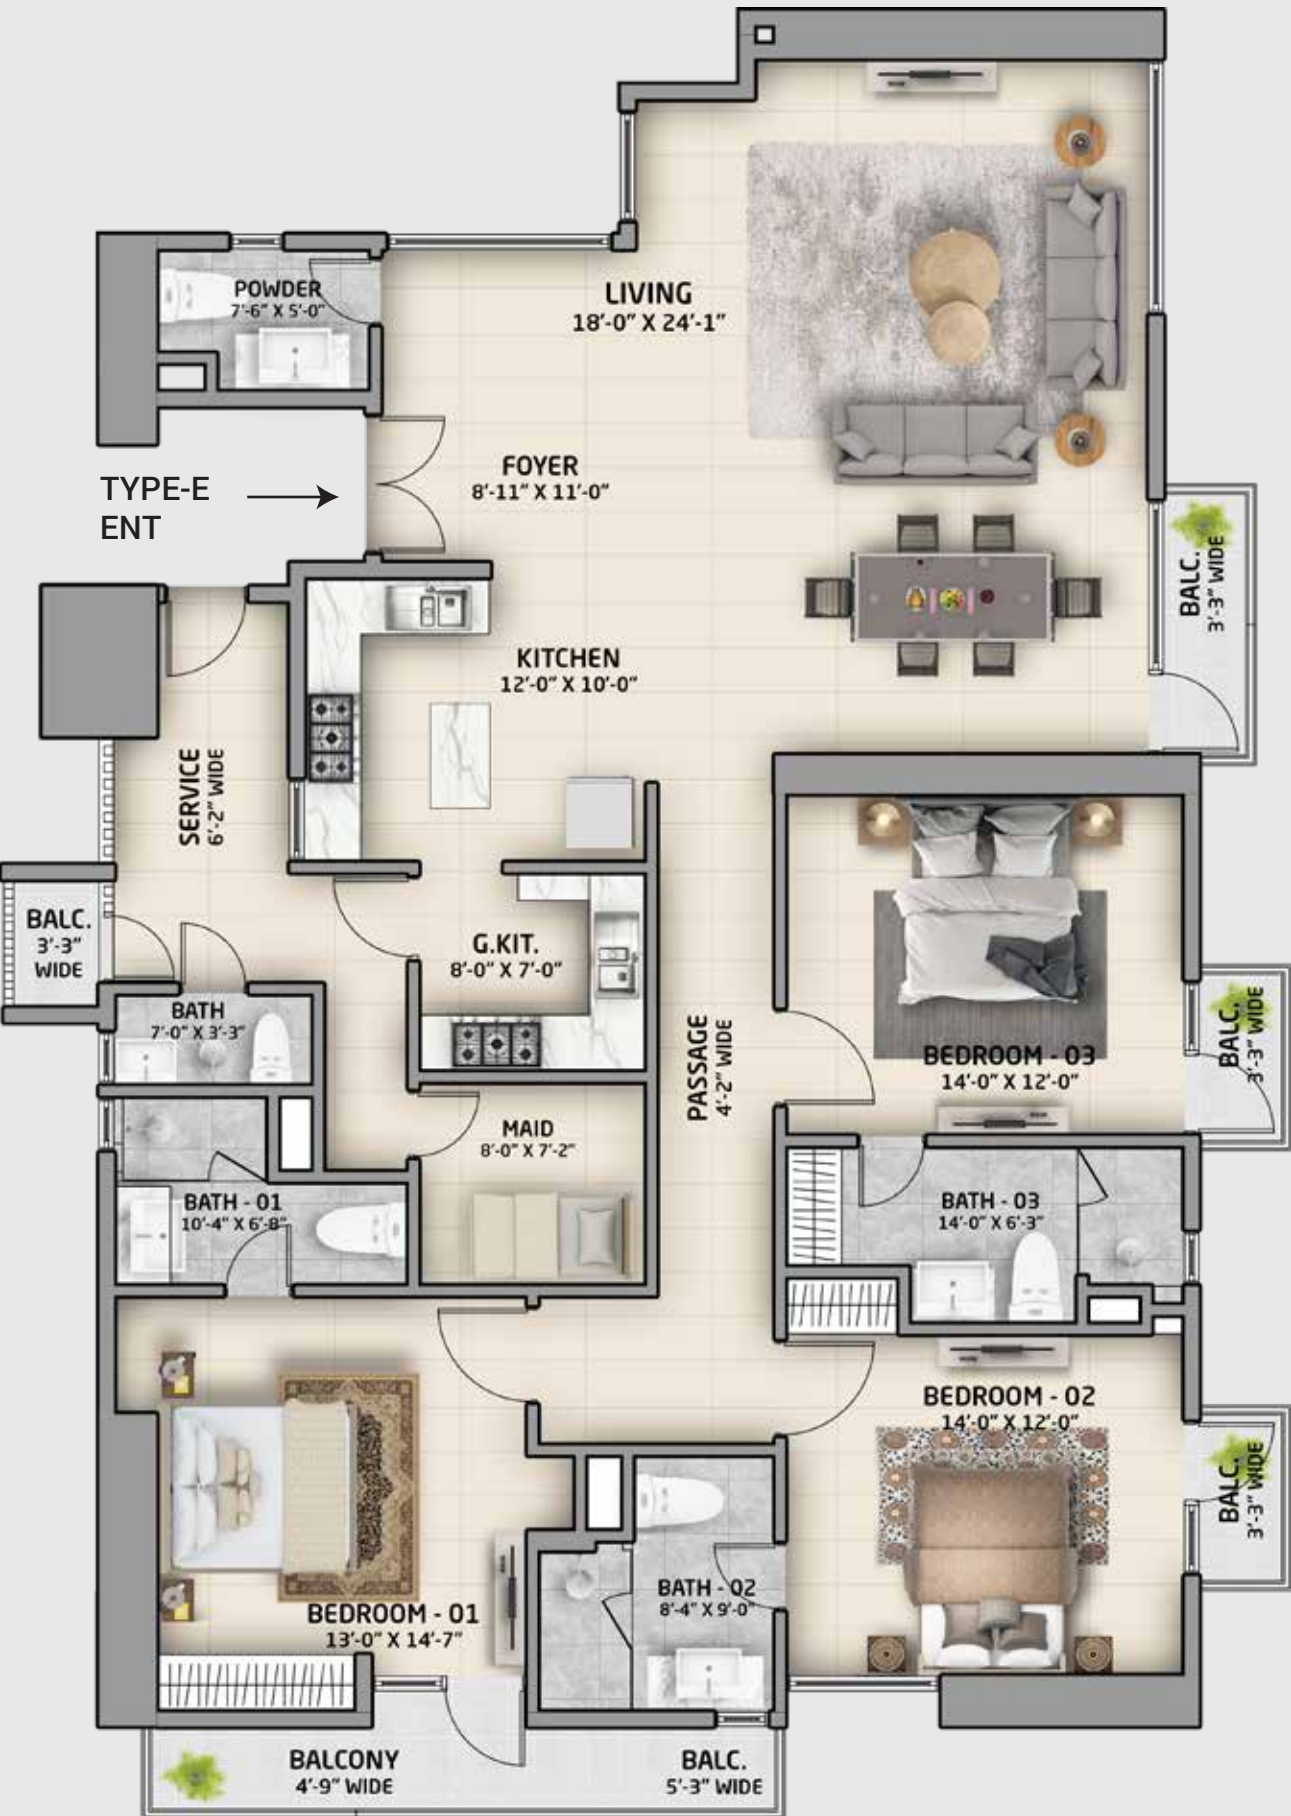 POWDER
7'-6" X 5'-0"
LIVING
18'-0" X 24'-1"
TYPE-E
ENT
FOYER
8'-11" X 11'-0"
BALC.
3'-3" WIDE
KITCHEN
12'-0" X 10'-0"
SERVICE
6'-2" WIDE
BALC.
3'-3"
WIDE
G.KIT.
8'-0" X 7'-0"
BATH
7'-0" X 3'-3"
PASSAGE
4'-2" WIDE
BEDROOM - 03
14'-0" X 12'-0"
BALC.
3'-3" WIDE
MAID
8'-0" X 7'-2"
BATH - 01
10'-4" X 6'-8"
BATH - 03
14'-0" X 6'-3"
BEDROOM - 02
14'-0" X 12'-0"
BALC.
3'-3" WIDE
BATH - 02
8'-4" X 9'-0"
BEDROOM - 01
13'-0" X 14'-7"
BALCONY
4'-9" WIDE
BALC.
5'-3" WIDE